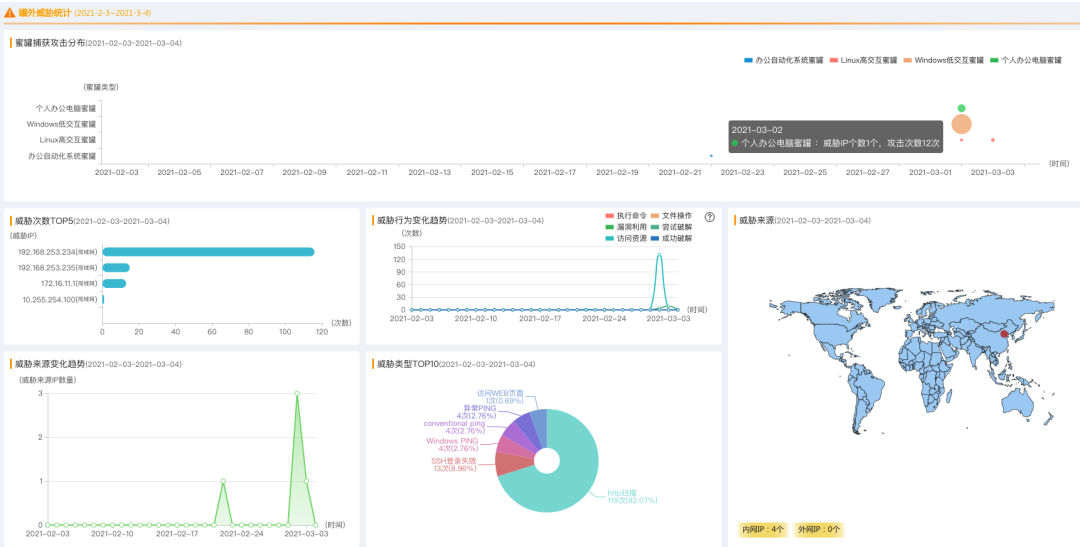 罐外威胁统计 (2021-2-3~2021-3-4)
蜜罐捕获攻击分布(2021-02-03~2021-03-04)
办公自动化系统蜜罐 Linux高交互蜜罐 Windows低交互蜜罐 个人办公电脑蜜罐
(蜜罐类型)
个人办公电脑蜜罐
Windows低交互蜜罐
Linux高交互蜜罐
办公自动化系统蜜罐
2021-03-02
个人办公电脑蜜罐 : 威胁IP个数1个, 攻击次数12次
(时间)
2021-02-03 2021-02-05 2021-02-07 2021-02-09 2021-02-11 2021-02-13 2021-02-15 2021-02-17 2021-02-19 2021-02-21 2021-02-23 2021-02-25 2021-02-27 2021-03-01 2021-03-03
威胁次数TOP5(2021-02-03~2021-03-04)
(威胁IP)
192.168.253.234(局域网)
192.168.253.235(局域网)
172.16.11.1(局域网)
10.255.254.100(局域网)
0 20 40 60 80 100 120
(次数)
威胁行为变化趋势(2021-02-03~2021-03-04)
执行命令 文件操作
漏洞利用 尝试破解
访问资源 成功破解
?
(次数)
150
120
90
60
30
0
(时间)
2021-02-03 2021-02-10 2021-02-17 2021-02-24 2021-03-03
威胁来源(2021-02-03~2021-03-04)
内网IP : 4个 外网IP : 0个
威胁来源变化趋势(2021-02-03~2021-03-04)
(威胁来源IP数量)
3
2
1
0
(时间)
2021-02-03 2021-02-10 2021-02-17 2021-02-24 2021-03-03
威胁类型TOP10(2021-02-03~2021-03-04)
访问WEB页面
1次(0.69%)
异常PING
4次(2.76%)
conventional ping
4次(2.76%)
Windows PING
4次(2.76%)
SSH登录失败
13次(8.96%)
http扫描
119次(82.07%)